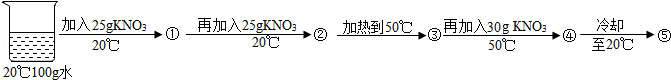 加入25gKNO₃ 再加入25gKNO₃ 加热到50℃ 再加入30g KNO₃ 冷却
20℃ ① 20℃ ② ③ 50℃ ④ 至20℃ ⑤
20℃100g水